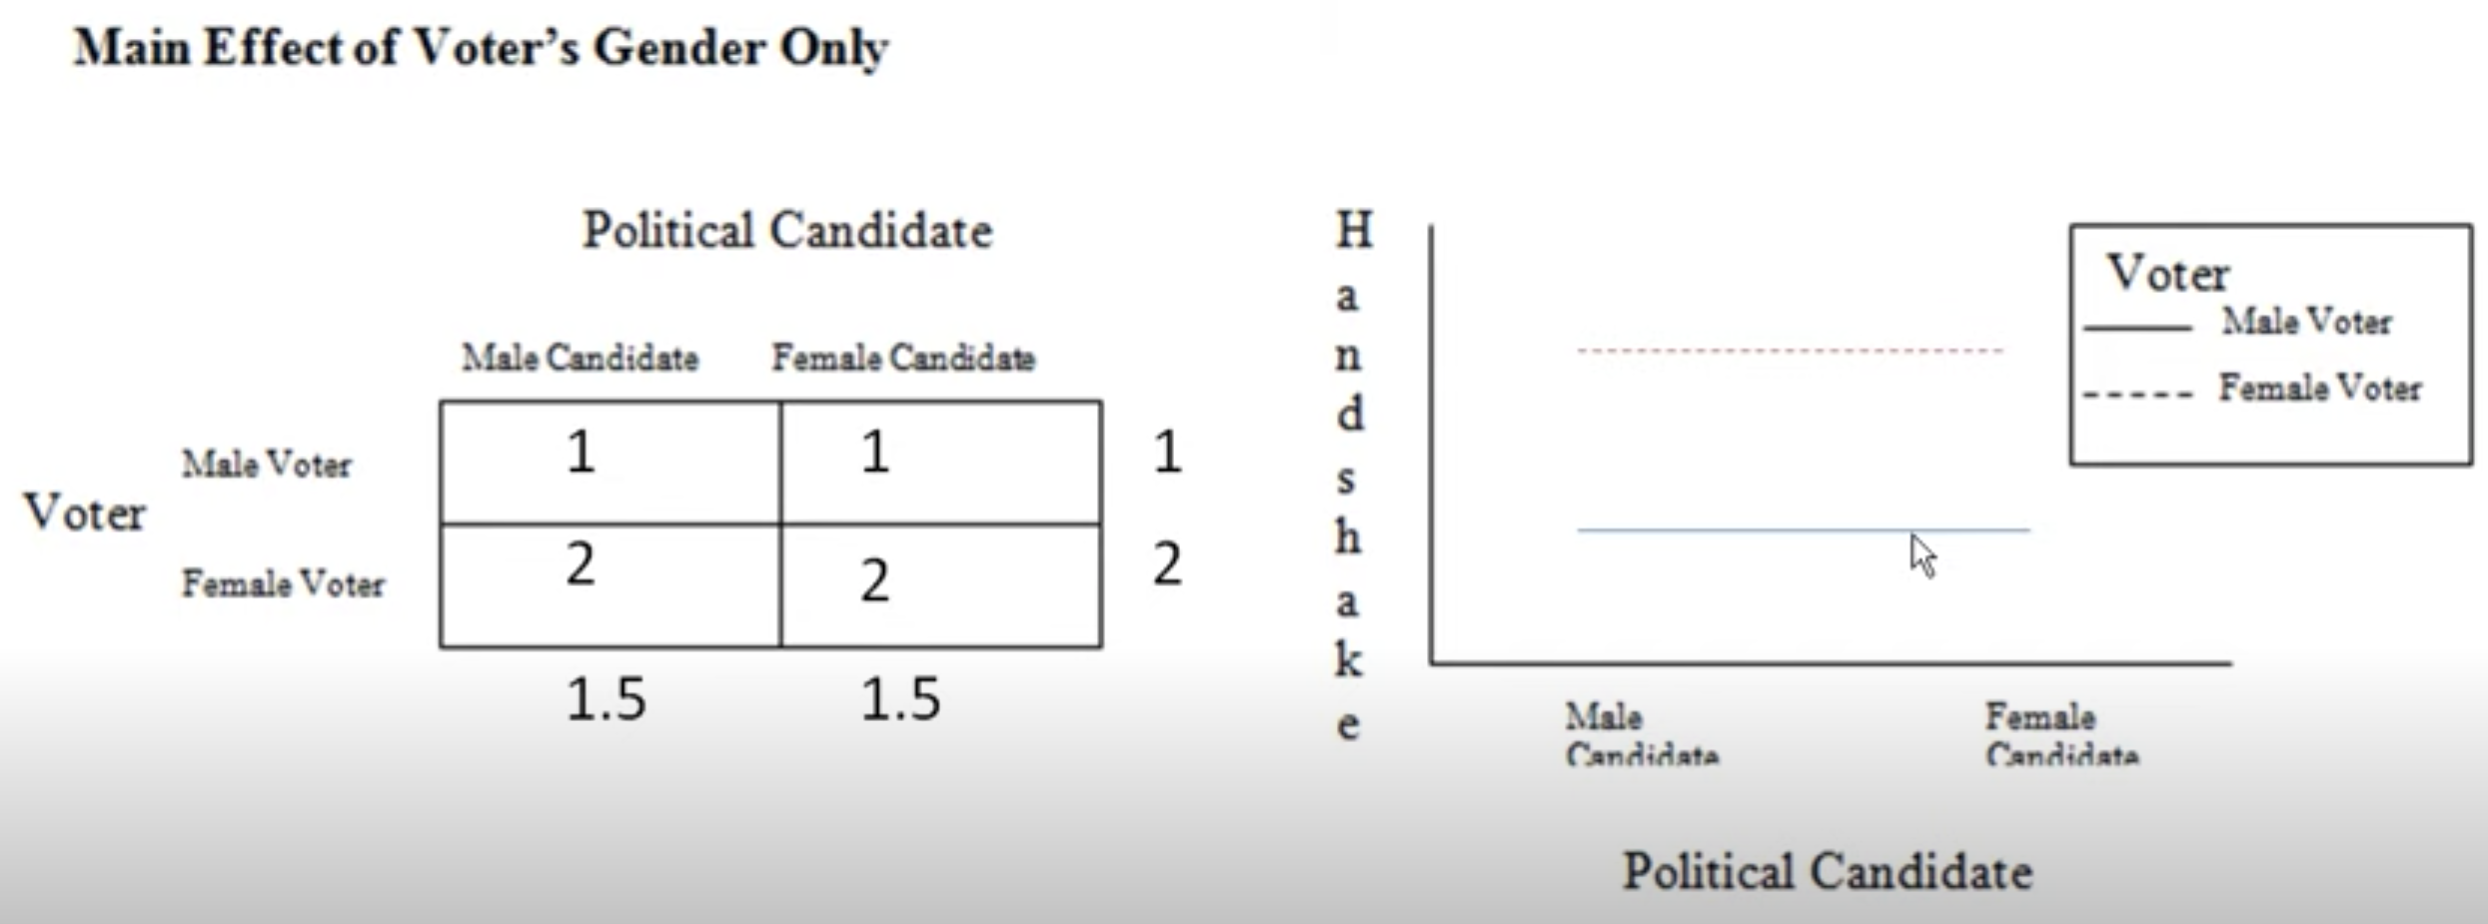 Main Effect of Voter's Gender Only
Political Candidate
Male Candidate Female Candidate
Male Voter 1 1 1
Voter
Female Voter 2 2 2
1.5 1.5
H
a
n
d
s
h
a
k
e
Voter
Male Voter
Female Voter
Male Female
Candidate Candidate
Political Candidate